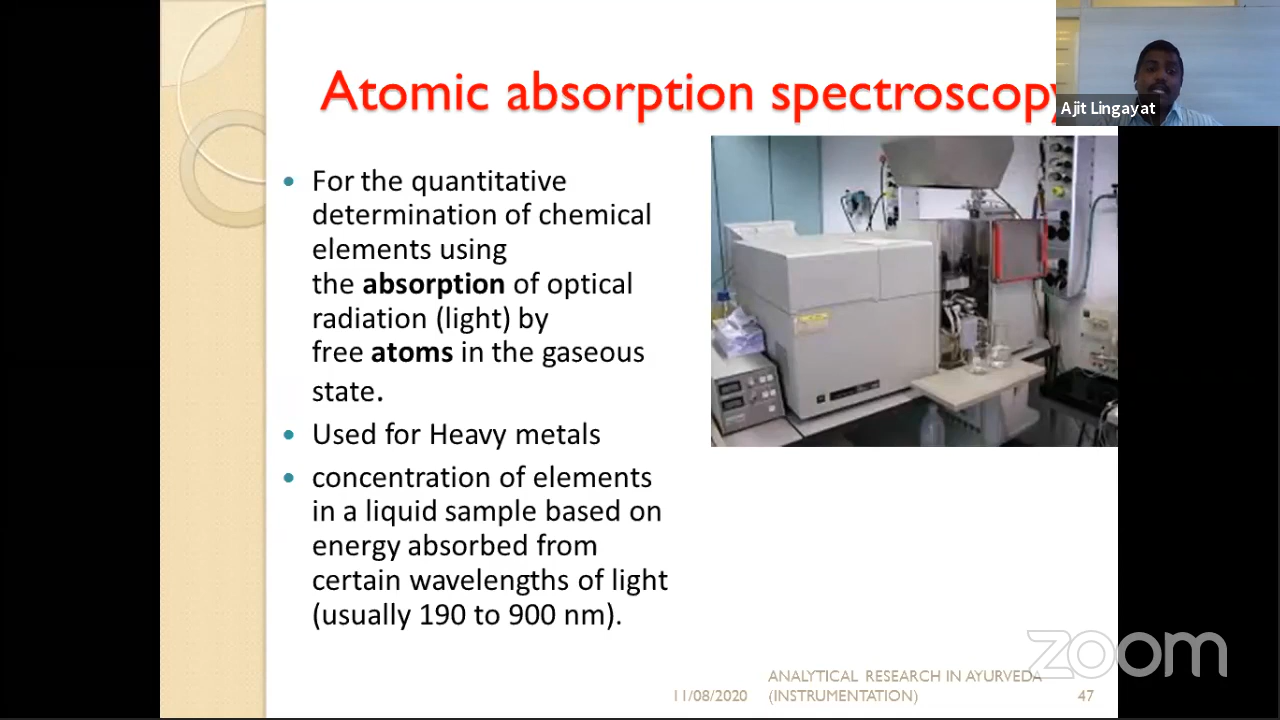 Atomic absorption spectroscopy
Ajit Lingayat
• For the quantitative
determination of chemical
elements using
the absorption of optical
radiation (light) by
free atoms in the gaseous
state.
• Used for Heavy metals
• concentration of elements
in a liquid sample based on
energy absorbed from
certain wavelengths of light
(usually 190 to 900 nm).
zoom
11/08/2020
ANALYTICAL RESEARCH IN AYURVEDA
(INSTRUMENTATION)
47